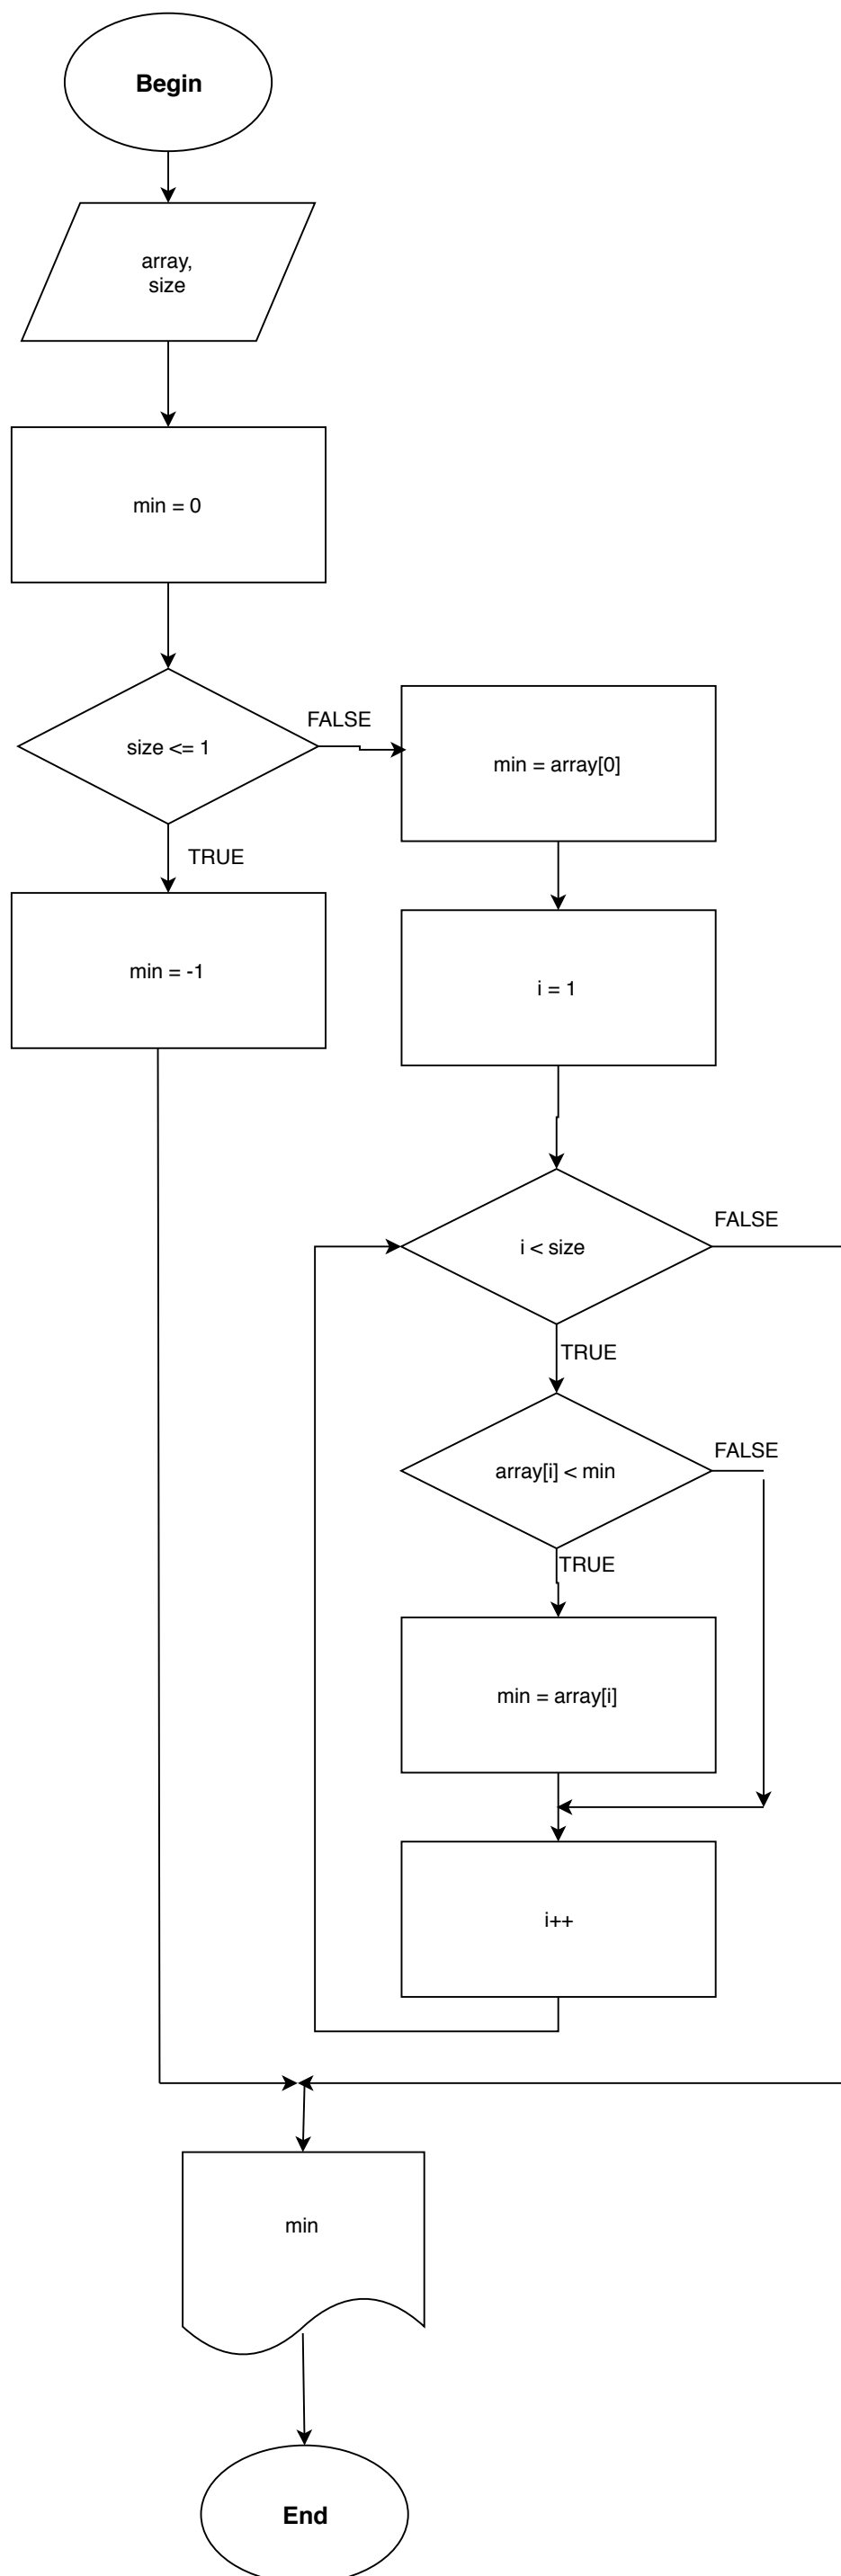 Begin
array,
size
min = 0
size <= 1
FALSE
min = array[0]
TRUE
min = -1
i = 1
i < size
FALSE
TRUE
array[i] < min
FALSE
TRUE
min = array[i]
i++
min
End